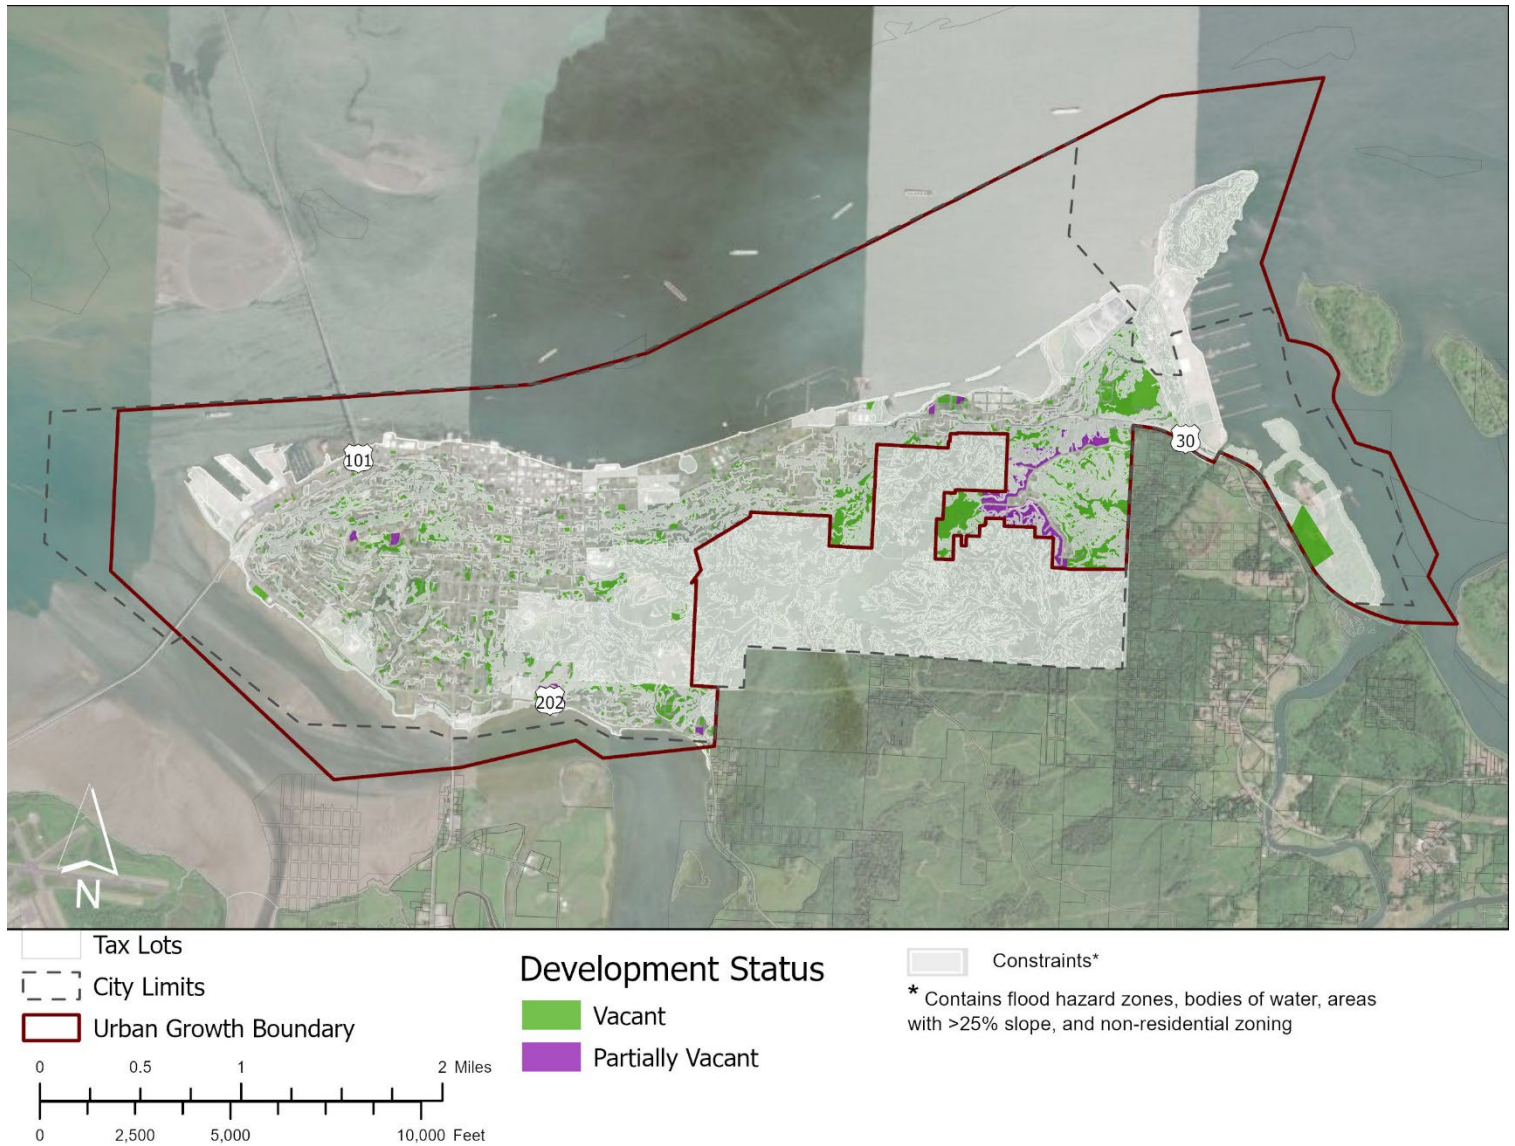 101
30
202
N
Tax Lots
City Limits
Urban Growth Boundary
0 0.5 1 2 Miles
0 2,500 5,000 10,000 Feet
Development Status
Vacant
Partially Vacant
Constraints*
* Contains flood hazard zones, bodies of water, areas
with >25% slope, and non-residential zoning